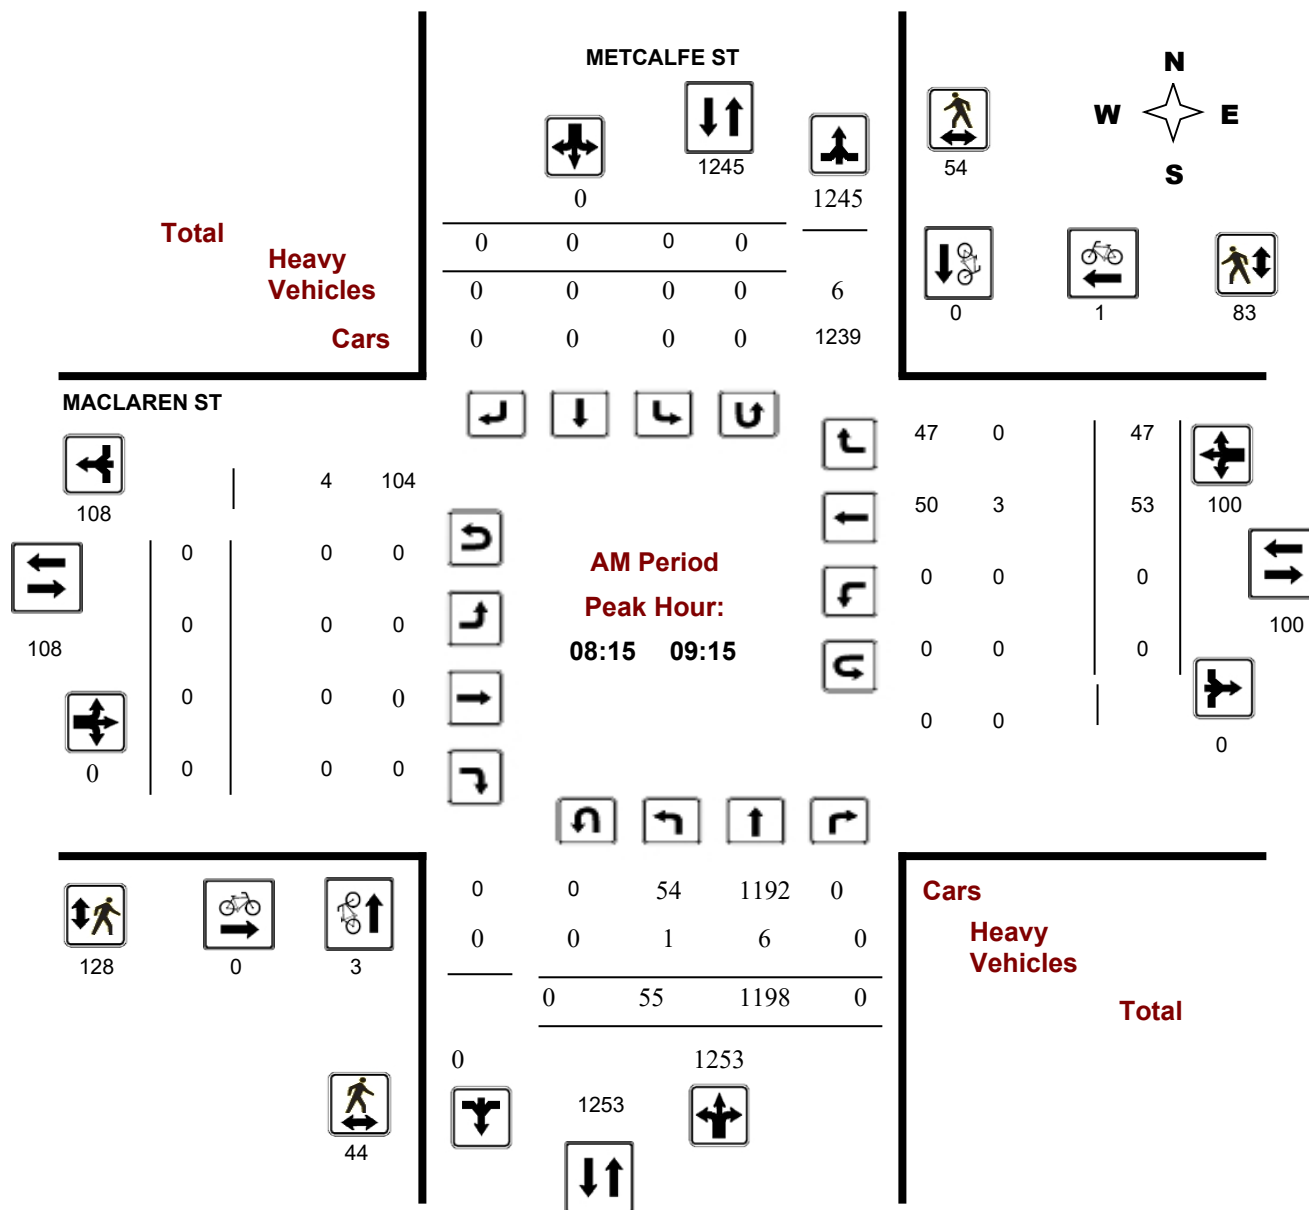 METCALFE ST
N
W E
S
1245
54
0 1245
Total
0 0 0 0
Heavy
Vehicles
0 0 0 0 6
0 1 83
Cars
0 0 0 0 1239
MACLAREN ST
47 0 47
4 104
108
50 3 53 100
0 0 0
AM Period
0 0 0
Peak Hour:
108
0 0 0
08:15 09:15
0 0 0
100
0 0 0
0 0
0
0
0 0 0
0 0 54 1192 0
Cars
0 0 1 6 0
Heavy
Vehicles
128 0 3
0 55 1198 0
Total
0 1253
1253
44